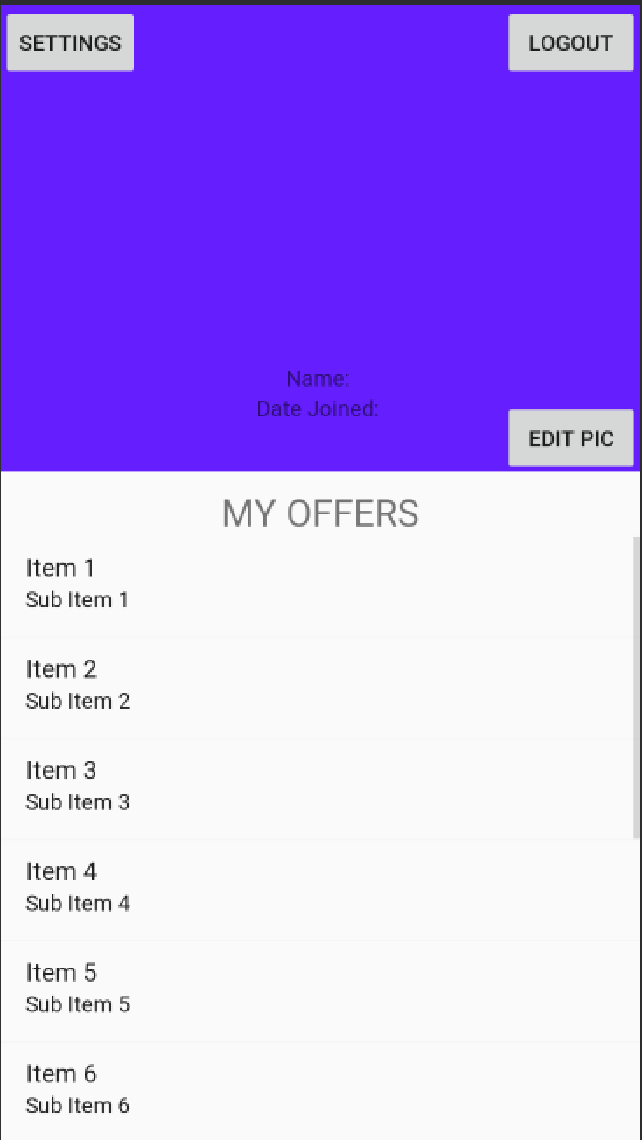 SETTINGS
LOGOUT
Name:
Date Joined:
EDIT PIC
MY OFFERS
Item 1
Sub Item 1
Item 2
Sub Item 2
Item 3
Sub Item 3
Item 4
Sub Item 4
Item 5
Sub Item 5
Item 6
Sub Item 6